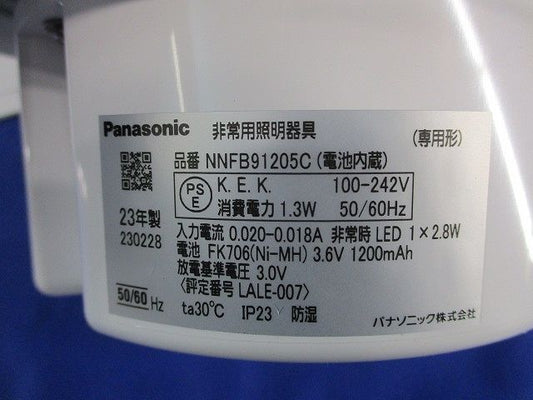 Panasonic 非常用照明器具 (専用形)
品番 NNFB91205C (電池内蔵)
PS E K. E. K. 100-242V
消費電力 1.3W 50/60Hz
23年製
230228
入力電流 0.020-0.018A 非常時 LED 1×2.8W
電池 FK706(Ni-MH) 3.6V 1200mAh
放電基準電圧 3.0V
〈評定番号 LALE-007〉
50/60 Hz ta30℃ IP23 防湿
パナソニック株式会社